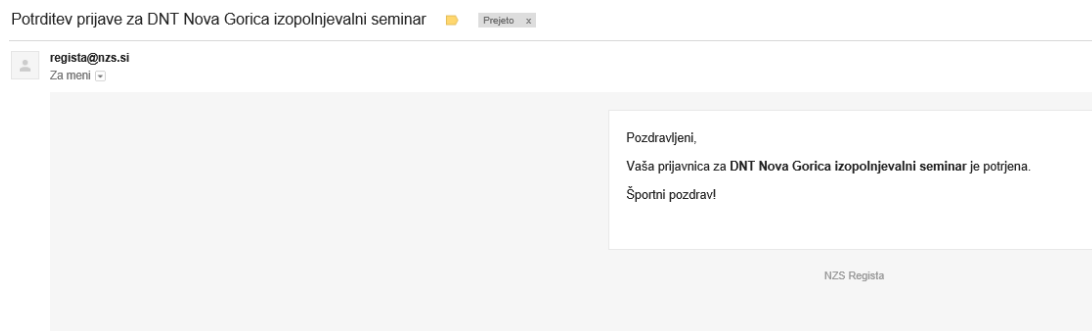 Potrditev prijave za DNT Nova Gorica izopolnjevalni seminar Prejeto x
regista@nzs.si
Za meni
Pozdravljeni,
Vaša prijavnica za DNT Nova Gorica izopolnjevalni seminar je potrjena.
Športni pozdrav!
NZS Regista